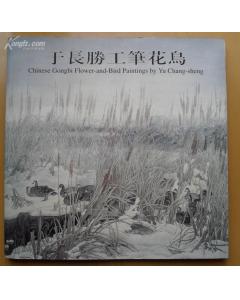 于長勝工筆花鳥
Chinese Gongbi Flower-and-Bird Paintings by Yu Chang-sheng